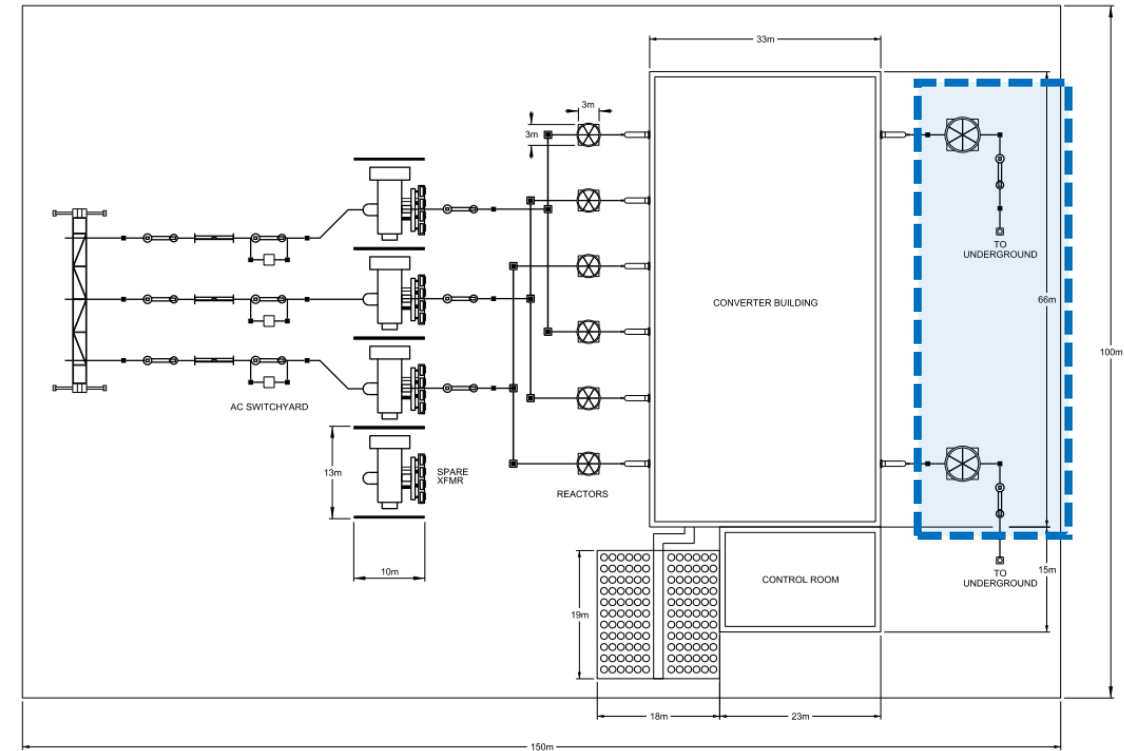 33m
3m
3m
TO
UNDERGROUND
CONVERTER BUILDING
66m
100m
AC SWITCHYARD
13m
SPARE
XFMR
REACTORS
10m
CONTROL ROOM
TO
UNDERGROUND
15m
19m
18m
23m
150m